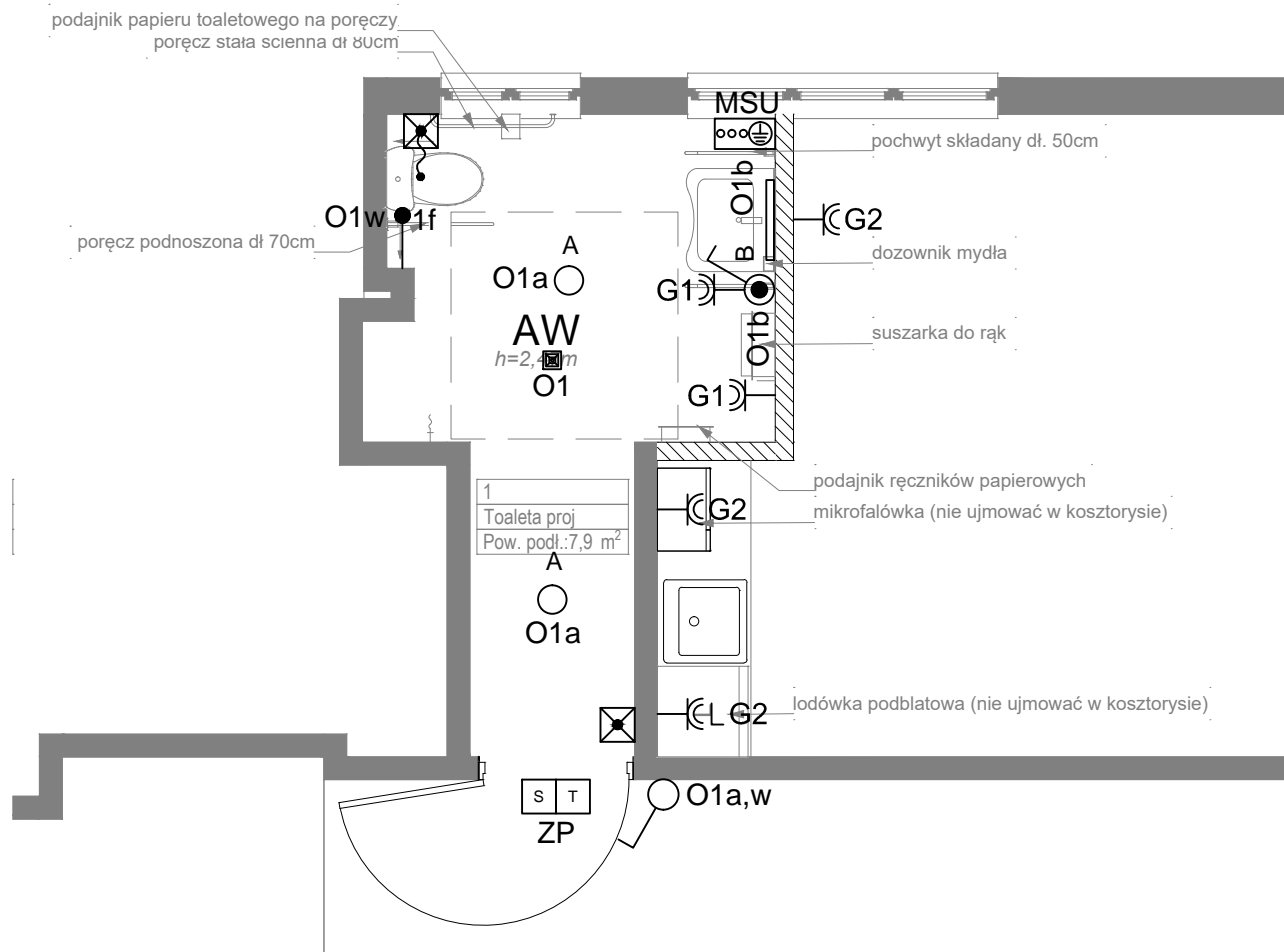 podajnik papieru toaletowego na poręczy
poręcz stała ścienna dł 80cm
MSU
pochwyt składany dł. 50cm
O1b
O1w
1f
G2
poręcz podnoszona dł 70cm
A
B
dozownik mydła
O1a
G1
AW
O1b
suszarka do rąk
O1
G1
podajnik ręczników papierowych
1
G2
mikrofalówka (nie ujmować w kosztorysie)
Toaleta proj
Pow. podł.:7,9 m²
A
O1a
L G2
lodówka podblatowa (nie ujmować w kosztorysie)
S T
O1a,w
ZP